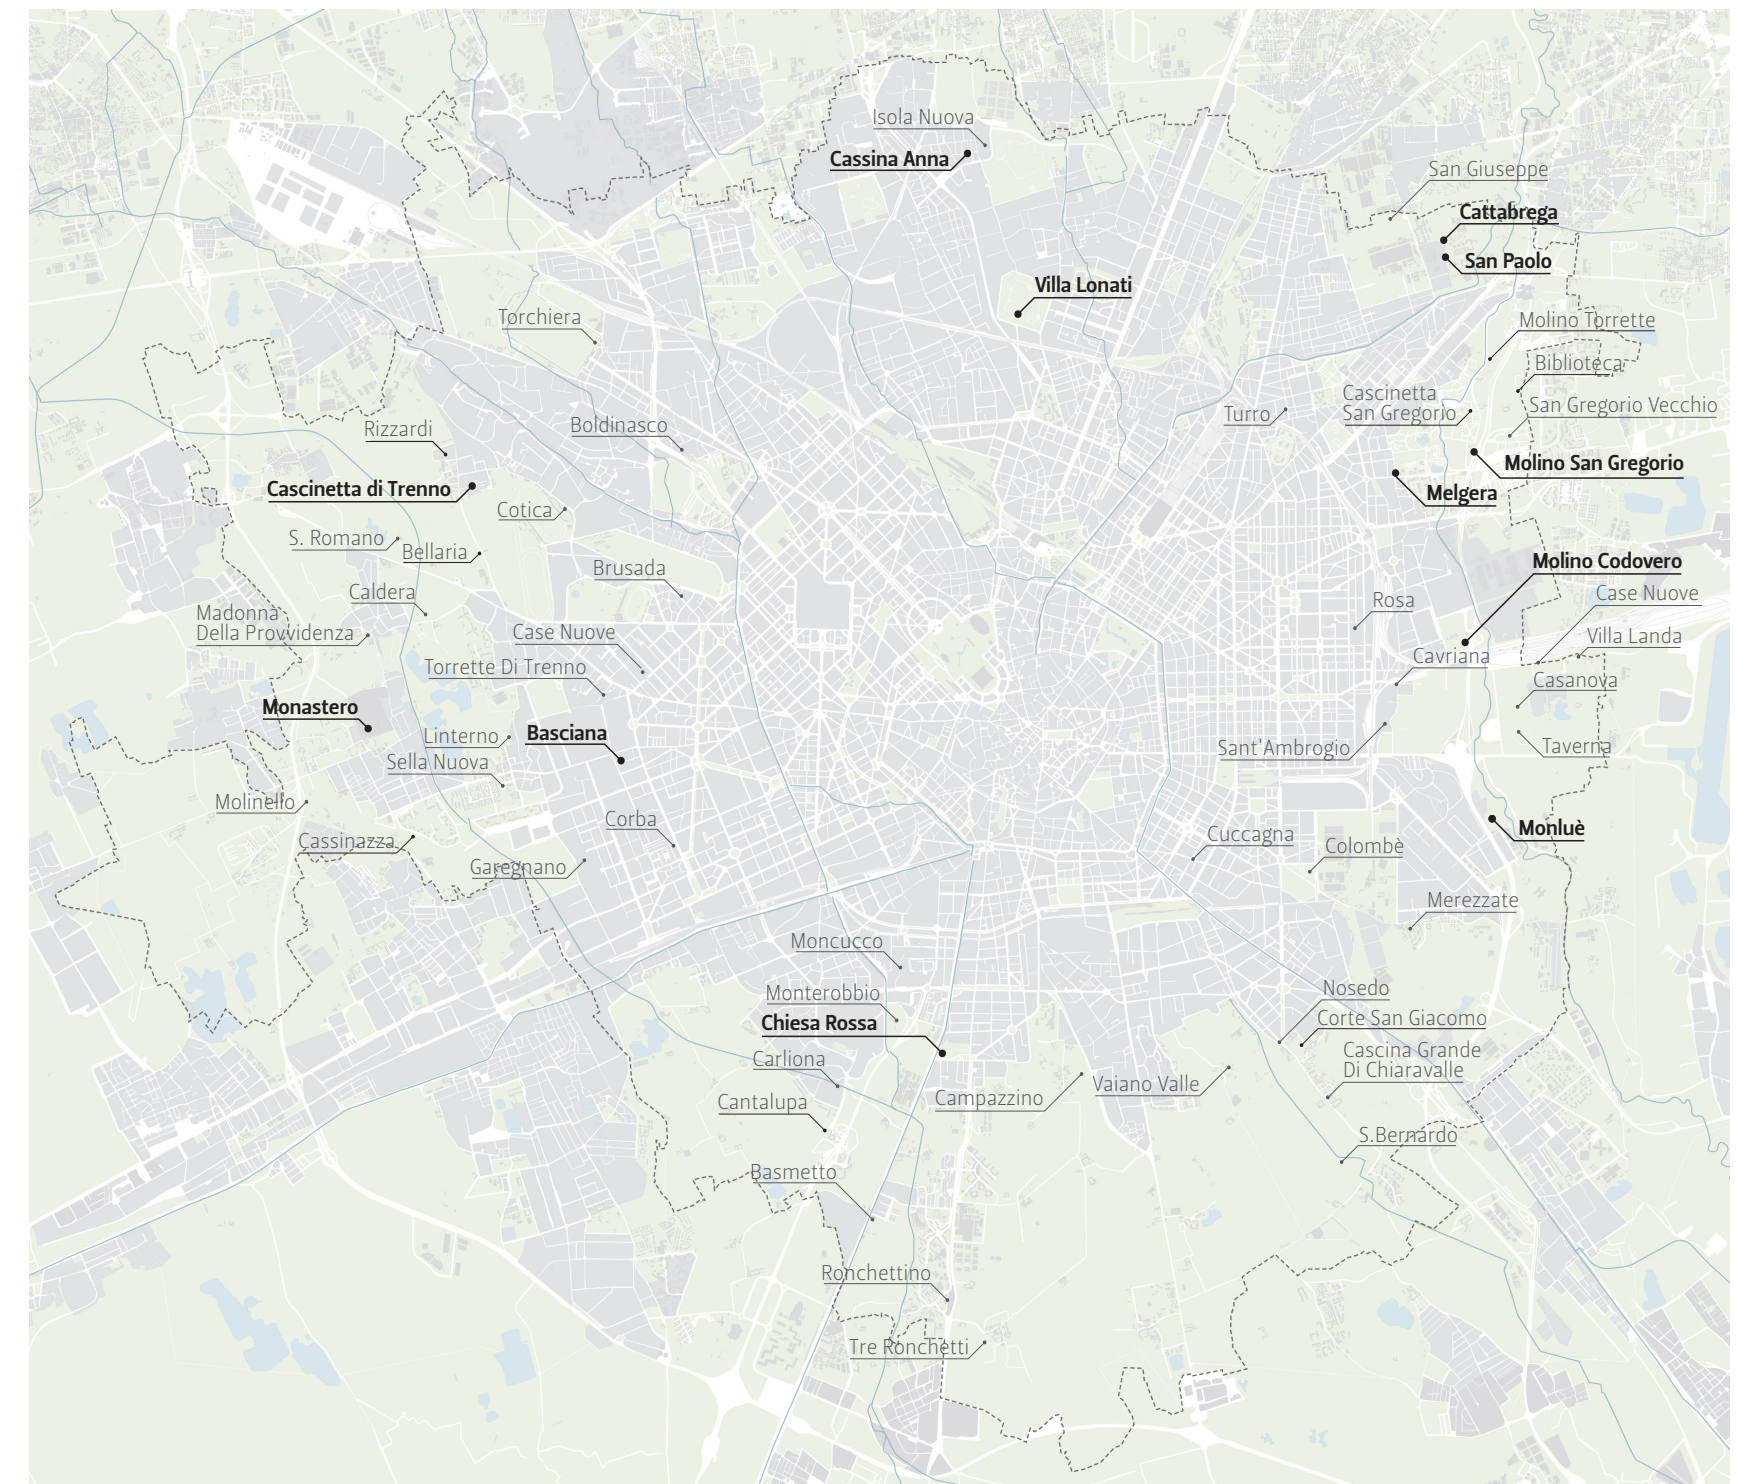 Isola Nuova
Cassina Anna
San Giuseppe
Cattabrega
San Paolo
Villa Lonati
Torchiera
Molino Torrette
Biblioteca
Cascinetta
San Gregorio
San Gregorio Vecchio
Turro
Boldinasco
Rizzardi
Molino San Gregorio
Melgera
Cascinetta di Trenno
Cotica
S. Romano
Bellaria
Brusada
Molino Codovero
Case Nuove
Caldera
Rosa
Madonna
Della Provvidenza
Case Nuove
Villa Landa
Cavriana
Torrette Di Trenno
Casanova
Monastero
Linterno
Basciana
Sant'Ambrogio
Taverna
Sella Nuova
Molinello
Corba
Cuccagna
Monluè
Cassinazza
Colombè
Garegnano
Merezzate
Moncucco
Monterobbio
Nosedo
Chiesa Rossa
Corte San Giacomo
Carliona
Cascina Grande
Di Chiaravalle
Vaiano Valle
Campazzino
Cantalupa
S.Bernardo
Basmetto
Ronchettino
Tre Ronchetti